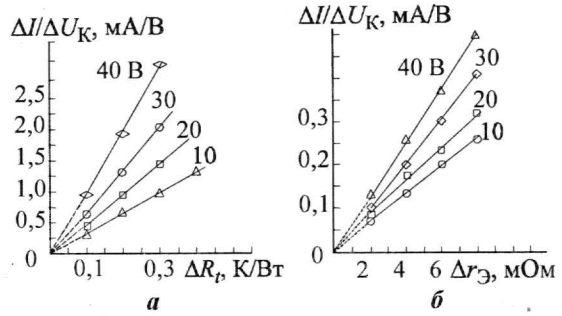 ΔI/ΔU_К, мА/В
40 В
30
20
10
2,5
2,0
1,5
1,0
0,5
0
0,1 0,3 ΔR_t, К/Вт
а
ΔI/ΔU_К, мА/В
40 В
30
20
10
0,3
0,2
0,1
0
2 4 6 Δr_Э, мОм
б